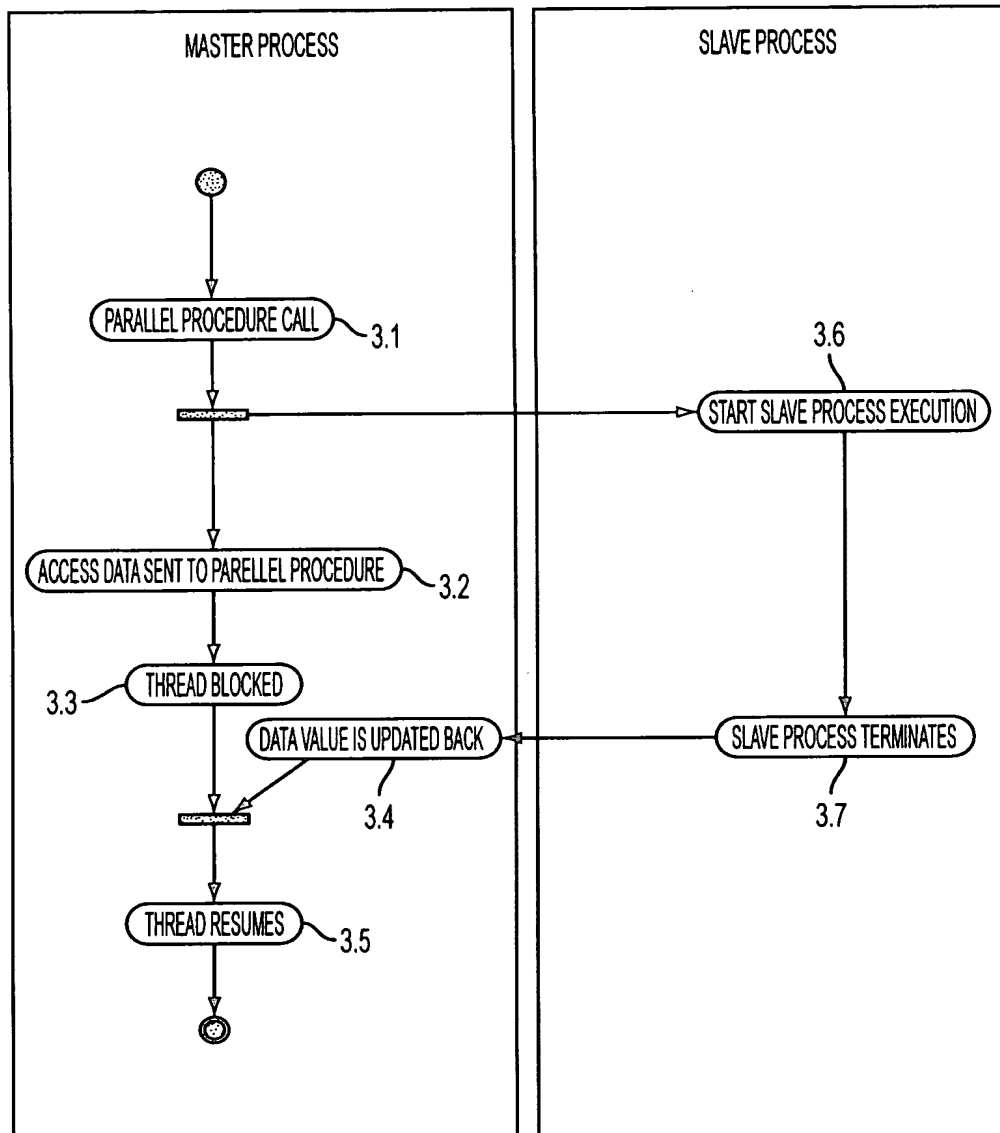 MASTER PROCESS
SLAVE PROCESS
PARALLEL PROCEDURE CALL
3.1
3.6
START SLAVE PROCESS EXECUTION
ACCESS DATA SENT TO PARELLEL PROCEDURE
3.2
THREAD BLOCKED
3.3
DATA VALUE IS UPDATED BACK
3.4
SLAVE PROCESS TERMINATES
3.7
THREAD RESUMES
3.5